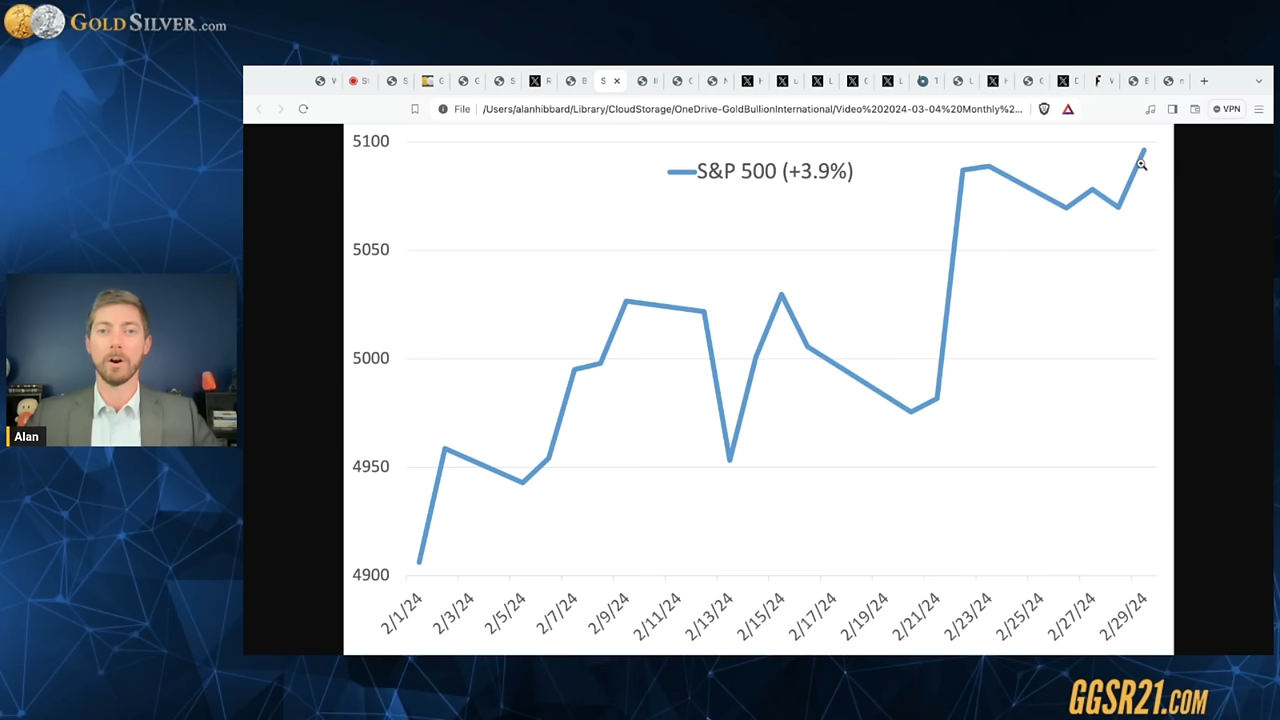 GOLDSILVER.com
File
/Users/alanhibbard/Library/CloudStorage/OneDrive-GoldBullionInternational/Video%202024-03-04%20Monthly%2...
VPN
S&P 500 (+3.9%)
5100
5050
5000
4950
4900
2/1/24
2/3/24
2/5/24
2/7/24
2/9/24
2/11/24
2/13/24
2/15/24
2/17/24
2/19/24
2/21/24
2/23/24
2/25/24
2/27/24
2/29/24
Alan
GGSR21.COM